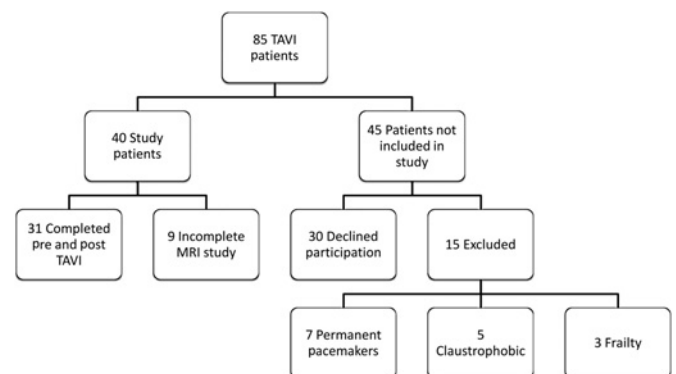 85 TAVI
patients
40 Study
patients
45 Patients not
included in
study
31 Completed
pre and post
TAVI
9 Incomplete
MRI study
30 Declined
participation
15 Excluded
7 Permanent
pacemakers
5
Claustrophobic
3 Frailty